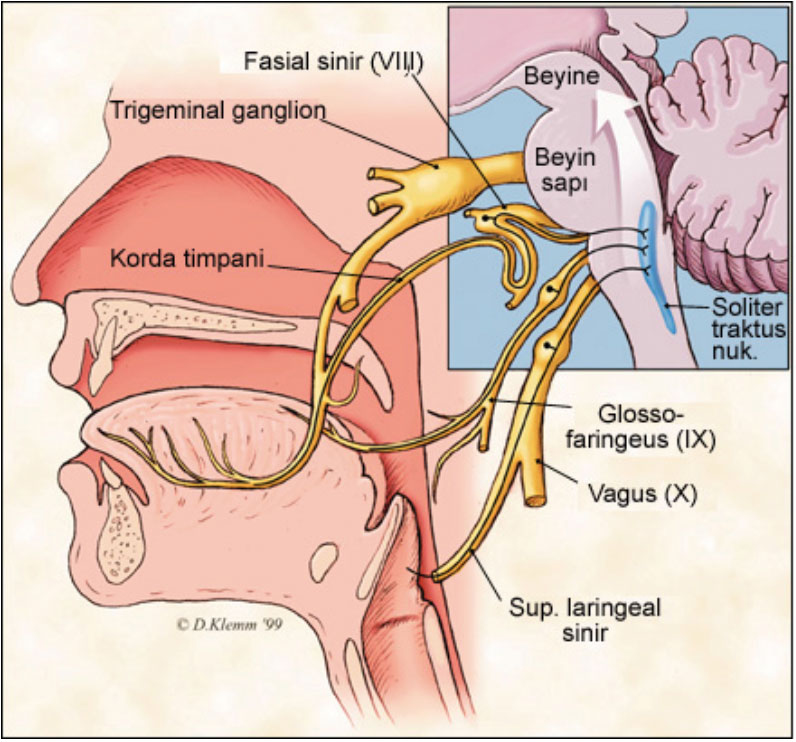 Fasial sinir (VIII)
Trigeminal ganglion
Korda timpani
Beyine
Beyin
sapı
Soliter
traktus
nuk.
Glosso-
faringeus (IX)
Vagus (X)
Sup. laringeal
sinir
© D.Klemm '99